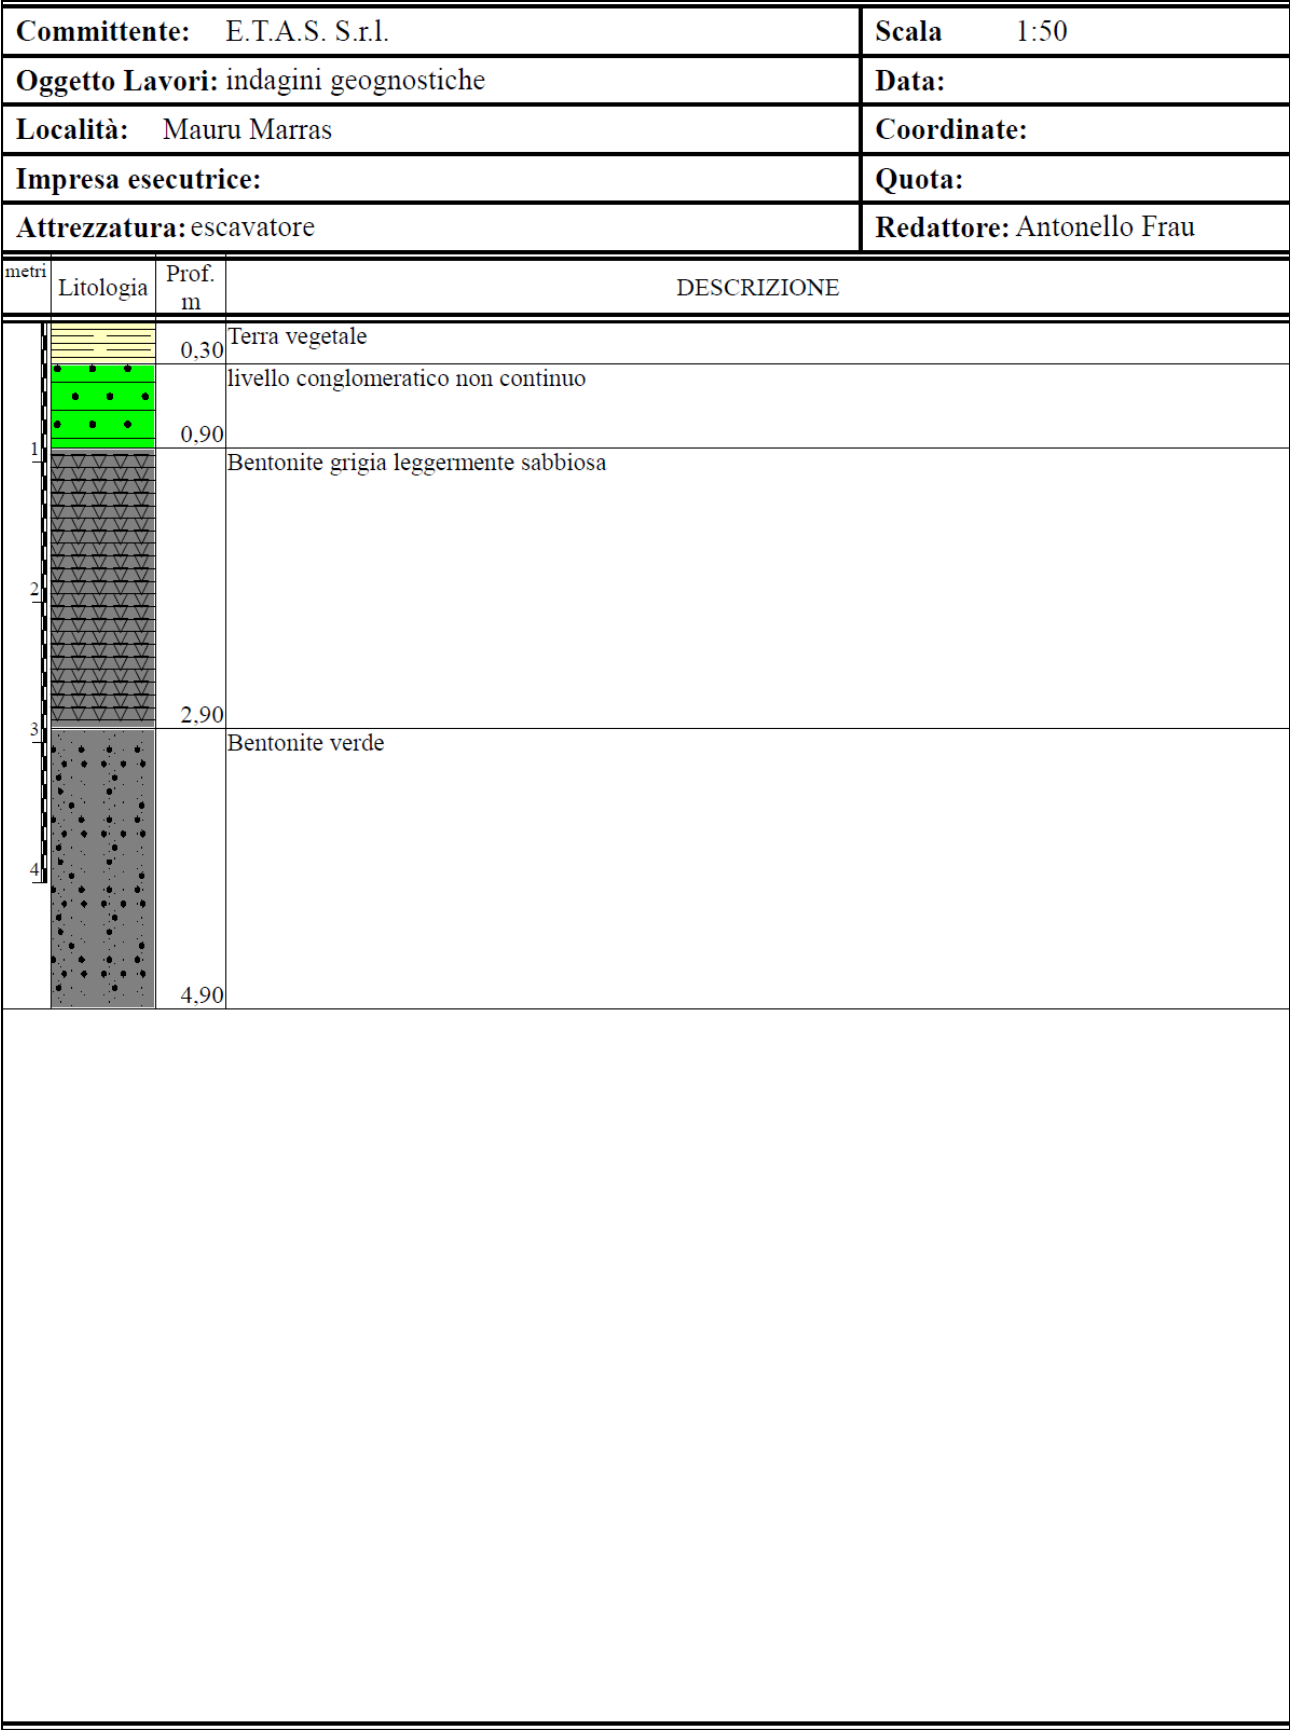 Committente: E.T.A.S. S.r.l.
Scala 1:50
Oggetto Lavori: indagini geognostiche
Data:
Località: Mauru Marras
Coordinate:
Impresa esecutrice:
Quota:
Attrezzatura: escavatore
Redattore: Antonello Frau
metri
Litologia
Prof.
m
DESCRIZIONE
Terra vegetale
0,30
livello conglomeratico non continuo
0,90
1
Bentonite grigia leggermente sabbiosa
2
2,90
3
Bentonite verde
4
4,90